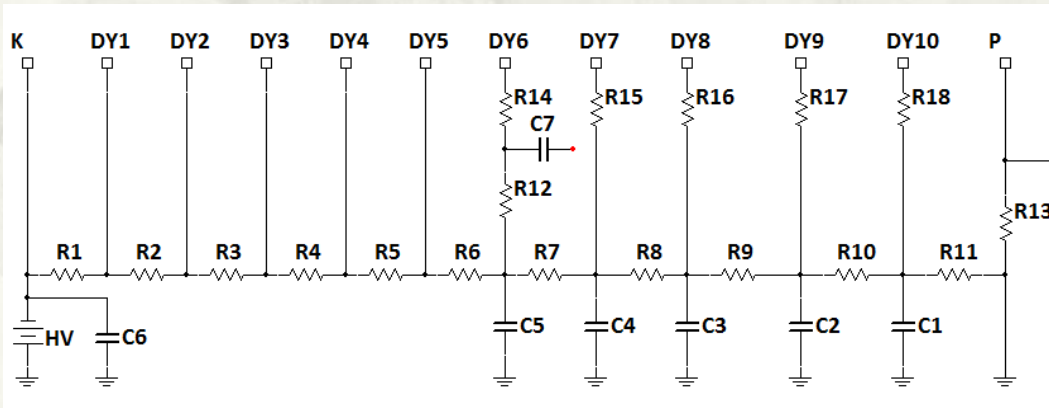 K DY1 DY2 DY3 DY4 DY5 DY6 DY7 DY8 DY9 DY10 P
R14 R15 R16 R17 R18
C7
R12
R13
R1 R2 R3 R4 R5 R6 R7 R8 R9 R10 R11
HV C6 C5 C4 C3 C2 C1